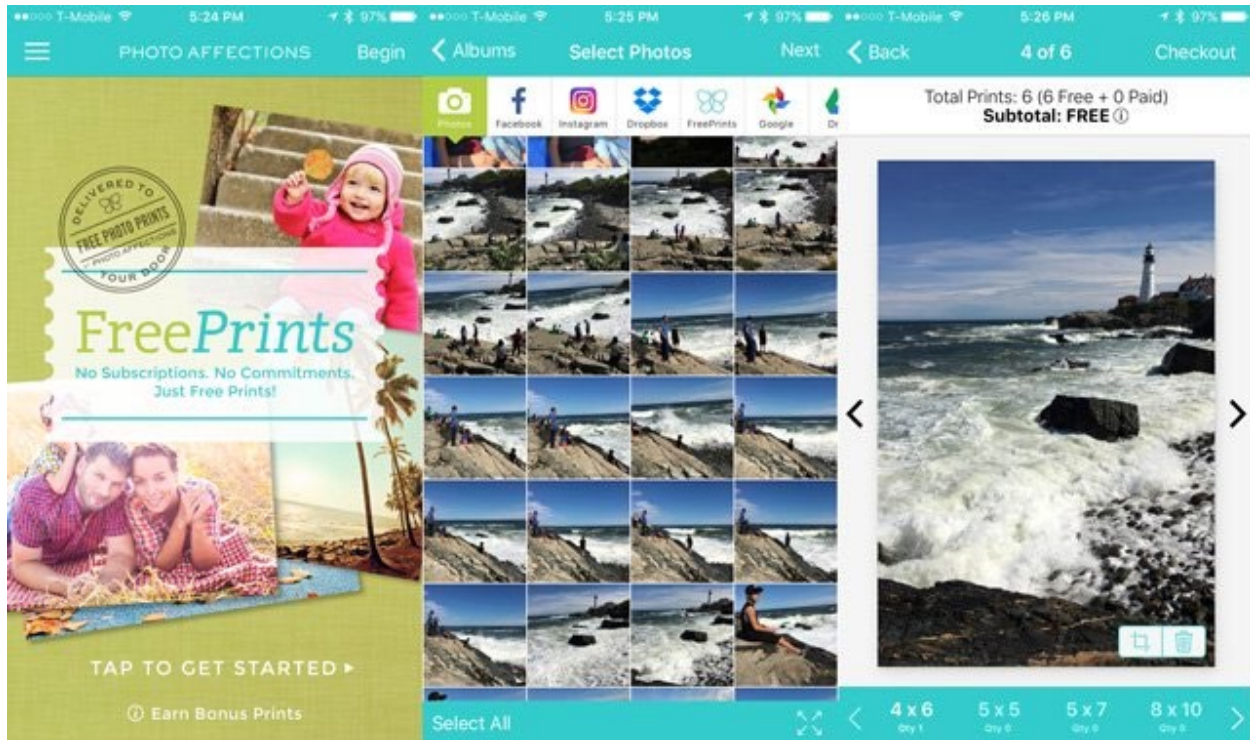 T-Mobile 5:24 PM 97%
PHOTO AFFECTIONS Begin
DELIVERED TO
FREE PHOTO PRINTS
BY PHOTO AFFECTIONS
YOUR DOOR
FreePrints
No Subscriptions. No Commitments.
Just Free Prints!
TAP TO GET STARTED
Earn Bonus Prints
T-Mobile 5:25 PM 97%
Albums Select Photos Next
Photos Facebook Instagram Dropbox FreePrints Google
Select All
T-Mobile 5:26 PM 97%
Back 4 of 6 Checkout
Total Prints: 6 (6 Free + 0 Paid)
Subtotal: FREE
4 x 6 5 x 5 5 x 7 8 x 10
Qty 1 Qty 0 Qty 0 Qty 0